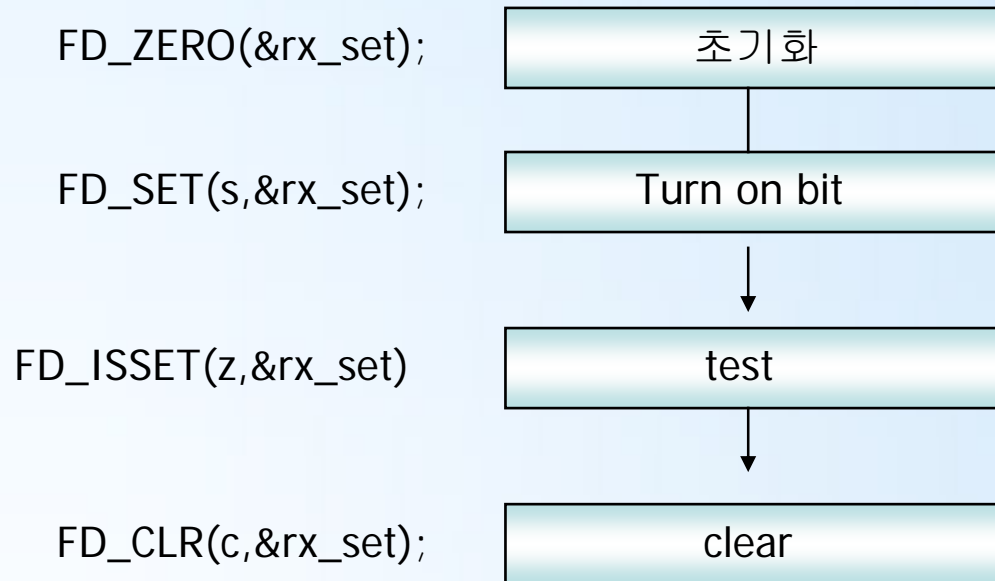 FD_ZERO(&rx_set); 초기화
FD_SET(s,&rx_set); Turn on bit
FD_ISSET(z,&rx_set) test
FD_CLR(c,&rx_set); clear